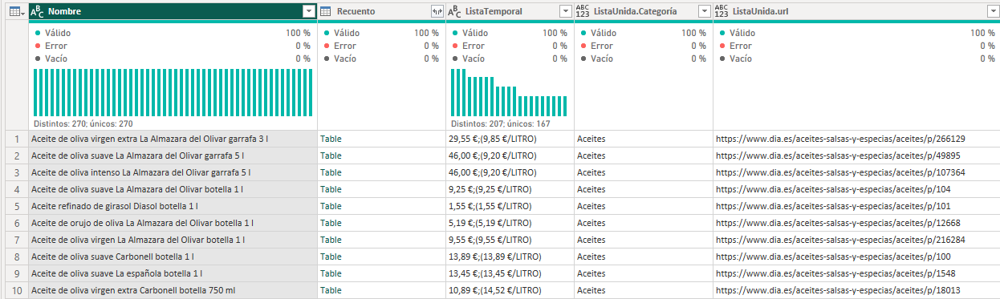 ABC Nombre Recuento ABC ListaTemporal ABC 123 ListaUnida.Categoría ABC 123 ListaUnida.url
Válido 100 % Válido 100 % Válido 100 % Válido 100 % Válido 100 %
Error 0 % Error 0 % Error 0 % Error 0 % Error 0 %
Vacío 0 % Vacío 0 % Vacío 0 % Vacío 0 % Vacío 0 %
Distintos: 270; únicos: 270 Distintos: 207; únicos: 167
1 Aceite de oliva virgen extra La Almazara del Olivar garrafa 3 l Table 29,55 €;(9,85 €/LITRO) Aceites https://www.dia.es/aceites-salsas-y-especias/aceites/p/266129
2 Aceite de oliva suave La Almazara del Olivar garrafa 5 l Table 46,00 €;(9,20 €/LITRO) Aceites https://www.dia.es/aceites-salsas-y-especias/aceites/p/49895
3 Aceite de oliva intenso La Almazara del Olivar garrafa 5 l Table 46,00 €;(9,20 €/LITRO) Aceites https://www.dia.es/aceites-salsas-y-especias/aceites/p/107364
4 Aceite de oliva suave La Almazara del Olivar botella 1 l Table 9,25 €;(9,25 €/LITRO) Aceites https://www.dia.es/aceites-salsas-y-especias/aceites/p/104
5 Aceite refinado de girasol Diasol botella 1 l Table 1,55 €;(1,55 €/LITRO) Aceites https://www.dia.es/aceites-salsas-y-especias/aceites/p/101
6 Aceite de orujo de oliva La Almazara del Olivar botella 1 l Table 5,19 €;(5,19 €/LITRO) Aceites https://www.dia.es/aceites-salsas-y-especias/aceites/p/12668
7 Aceite de oliva virgen La Almazara del Olivar botella 1 l Table 9,55 €;(9,55 €/LITRO) Aceites https://www.dia.es/aceites-salsas-y-especias/aceites/p/216284
8 Aceite de oliva suave Carbonell botella 1 l Table 13,89 €;(13,89 €/LITRO) Aceites https://www.dia.es/aceites-salsas-y-especias/aceites/p/100
9 Aceite de oliva suave La española botella 1 l Table 13,45 €;(13,45 €/LITRO) Aceites https://www.dia.es/aceites-salsas-y-especias/aceites/p/1548
10 Aceite de oliva virgen extra Carbonell botella 750 ml Table 10,89 €;(14,52 €/LITRO) Aceites https://www.dia.es/aceites-salsas-y-especias/aceites/p/18013